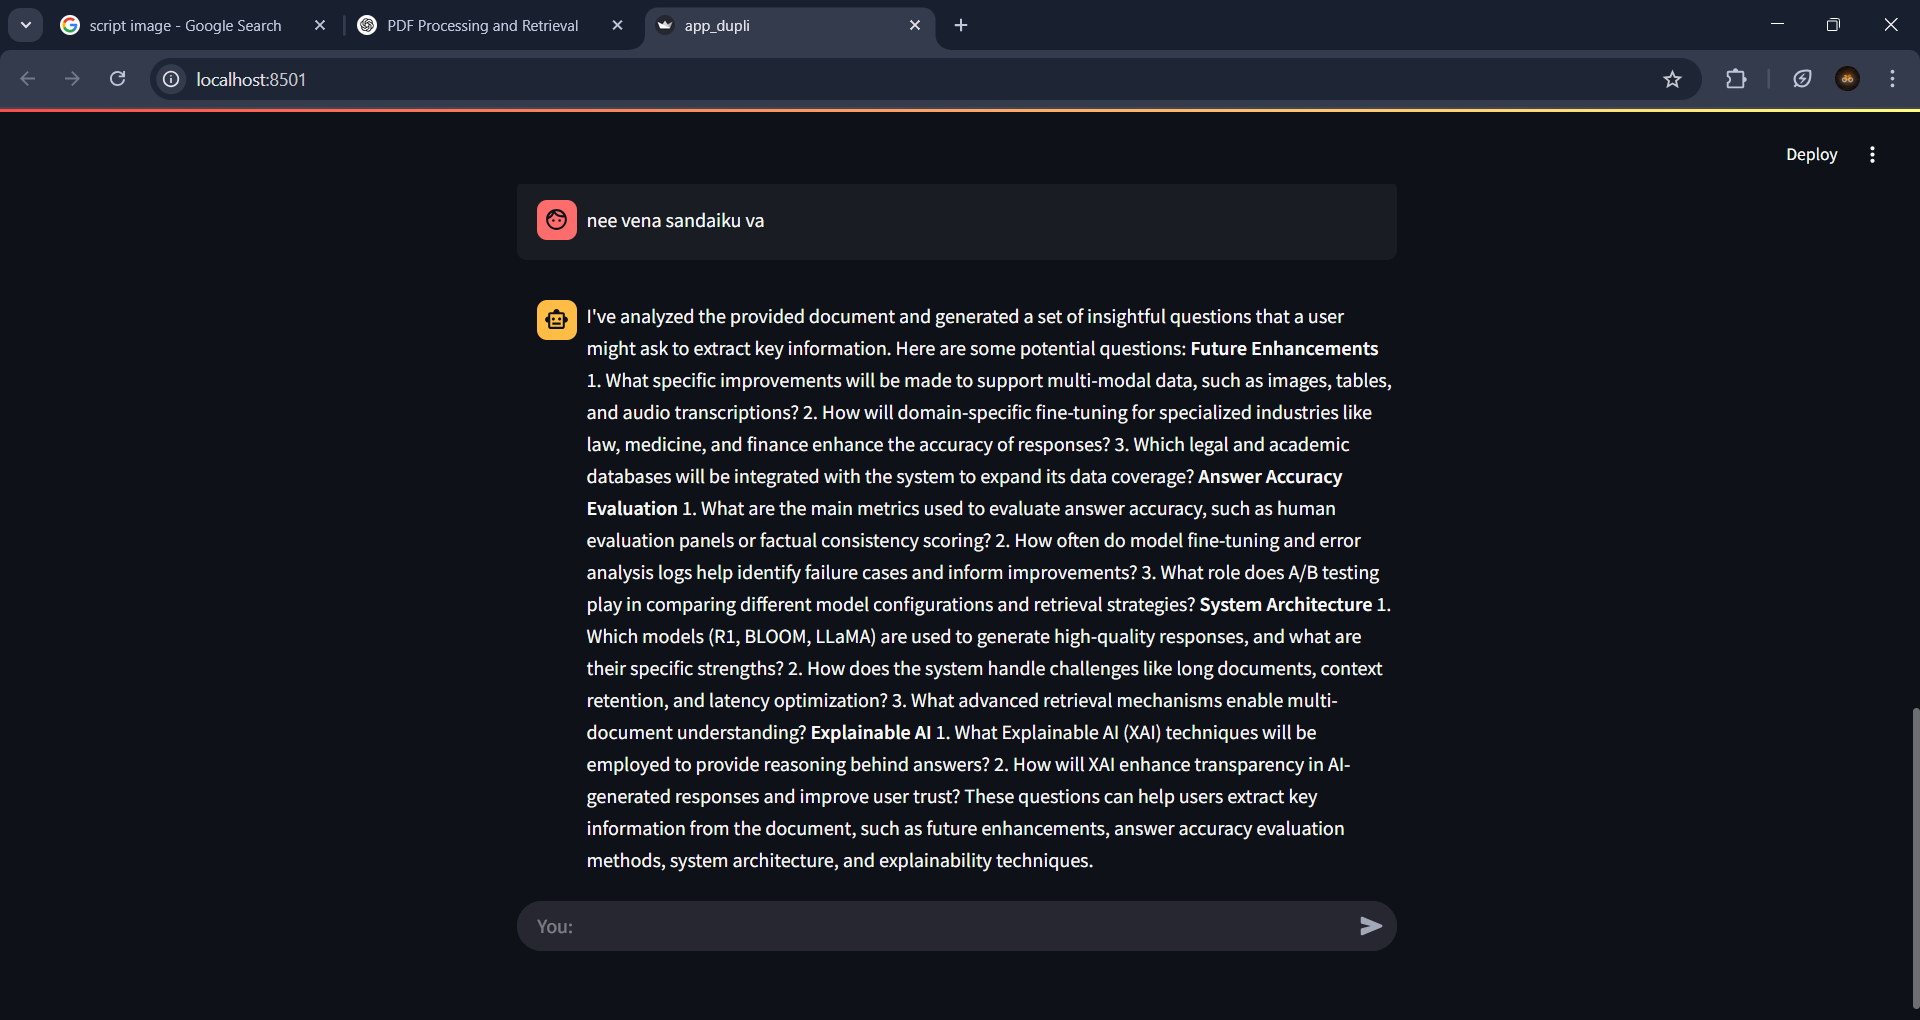 script image - Google Search
PDF Processing and Retrieval
app_dupli
localhost:8501
Deploy
nee vena sandaiku va
I've analyzed the provided document and generated a set of insightful questions that a user
might ask to extract key information. Here are some potential questions: Future Enhancements
1. What specific improvements will be made to support multi-modal data, such as images, tables,
and audio transcriptions? 2. How will domain-specific fine-tuning for specialized industries like
law, medicine, and finance enhance the accuracy of responses? 3. Which legal and academic
databases will be integrated with the system to expand its data coverage? Answer Accuracy
Evaluation 1. What are the main metrics used to evaluate answer accuracy, such as human
evaluation panels or factual consistency scoring? 2. How often do model fine-tuning and error
analysis logs help identify failure cases and inform improvements? 3. What role does A/B testing
play in comparing different model configurations and retrieval strategies? System Architecture 1.
Which models (R1, BLOOM, LLaMA) are used to generate high-quality responses, and what are
their specific strengths? 2. How does the system handle challenges like long documents, context
retention, and latency optimization? 3. What advanced retrieval mechanisms enable multi-
document understanding? Explainable AI 1. What Explainable AI (XAI) techniques will be
employed to provide reasoning behind answers? 2. How will XAI enhance transparency in AI-
generated responses and improve user trust? These questions can help users extract key
information from the document, such as future enhancements, answer accuracy evaluation
methods, system architecture, and explainability techniques.
You: